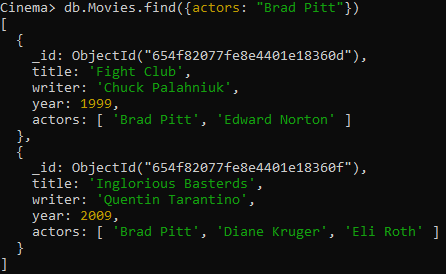 Cinema> db.Movies.find({actors: "Brad Pitt"})
[
  {
    _id: ObjectId("654f82077fe8e4401e18360d"),
    title: 'Fight Club',
    writer: 'Chuck Palahniuk',
    year: 1999,
    actors: [ 'Brad Pitt', 'Edward Norton' ]
  },
  {
    _id: ObjectId("654f82077fe8e4401e18360f"),
    title: 'Inglorious Basterds',
    writer: 'Quentin Tarantino',
    year: 2009,
    actors: [ 'Brad Pitt', 'Diane Kruger', 'Eli Roth' ]
  }
]